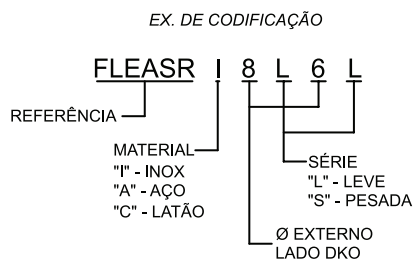 EX. DE CODIFICAÇÃO
FLEASR I 8 L 6 L
REFERÊNCIA
MATERIAL
"I" - INOX
"A" - AÇO
"C" - LATÃO
SÉRIE
"L" - LEVE
"S" - PESADA
Ø EXTERNO
LADO DKO